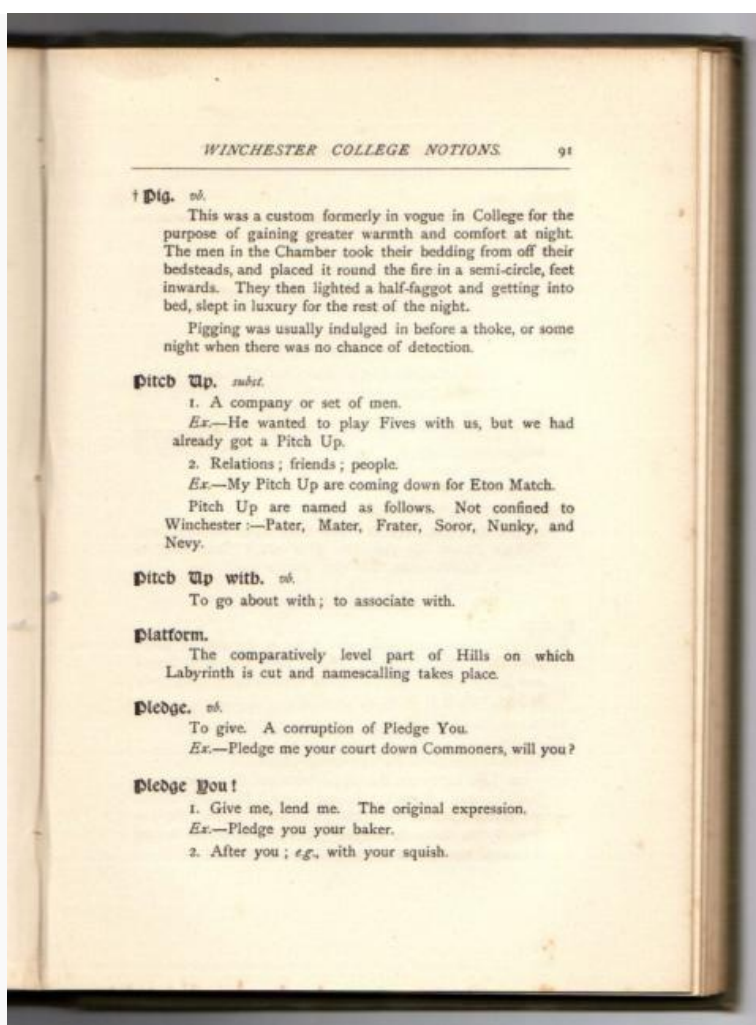 WINCHESTER COLLEGE NOTIONS. 91
† Pig. vb.
This was a custom formerly in vogue in College for the
purpose of gaining greater warmth and comfort at night.
The men in the Chamber took their bedding from off their
bedsteads, and placed it round the fire in a semi-circle, feet
inwards. They then lighted a half-faggot and getting into
bed, slept in luxury for the rest of the night.
Pigging was usually indulged in before a thoke, or some
night when there was no chance of detection.
Pitch Up. subst.
1. A company or set of men.
Ex.—He wanted to play Fives with us, but we had
already got a Pitch Up.
2. Relations ; friends ; people.
Ex.—My Pitch Up are coming down for Eton Match.
Pitch Up are named as follows. Not confined to
Winchester :—Pater, Mater, Frater, Soror, Nunky, and
Nevy.
Pitch Up with. vb.
To go about with ; to associate with.
Platform.
The comparatively level part of Hills on which
Labyrinth is cut and namescalling takes place.
Pledge. vb.
To give. A corruption of Pledge You.
Ex.—Pledge me your court down Commoners, will you ?
Pledge You !
1. Give me, lend me. The original expression.
Ex.—Pledge you your baker.
2. After you ; e.g., with your squish.